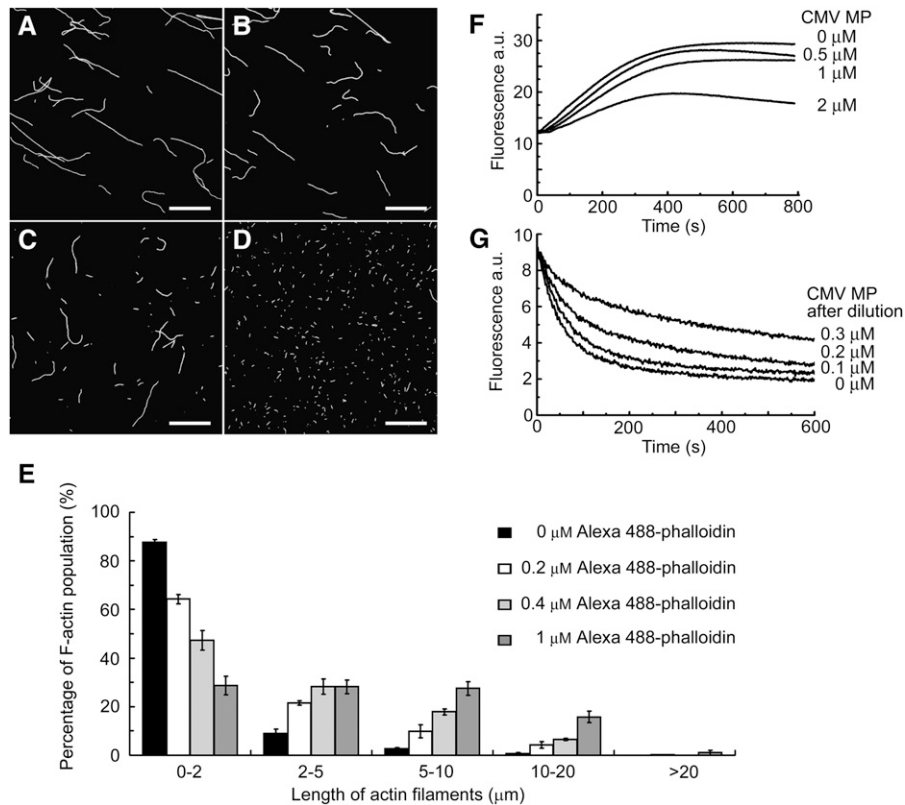 A
B
C
D
F
Fluorescence a.u.
30
20
10
0
0
200
400
600
800
Time (s)
CMV MP
0 μM
0.5 μM
1 μM
2 μM
G
Fluorescence a.u.
10
8
6
4
2
0
0
200
400
600
Time (s)
CMV MP
after dilution
0.3 μM
0.2 μM
0.1 μM
0 μM
E
Percentage of F-actin population (%)
100
80
60
40
20
0
0-2
2-5
5-10
10-20
>20
Length of actin filaments (μm)
0 μM Alexa 488-phalloidin
0.2 μM Alexa 488-phalloidin
0.4 μM Alexa 488-phalloidin
1 μM Alexa 488-phalloidin